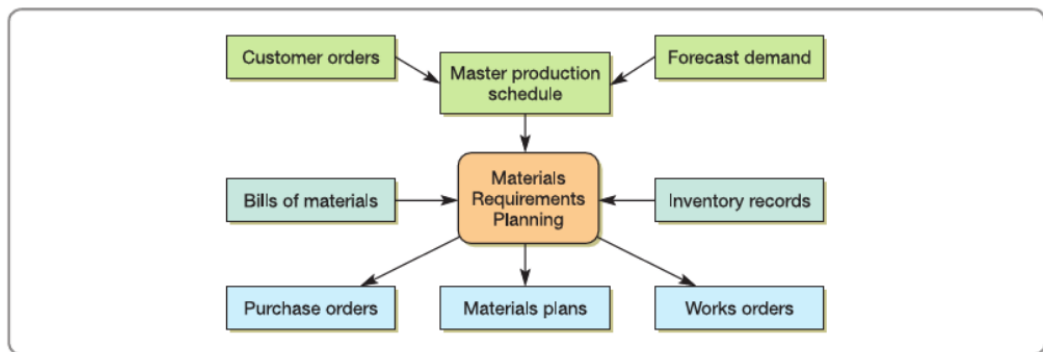 Customer orders
Forecast demand
Master production
schedule
Bills of materials
Materials
Requirements
Planning
Inventory records
Purchase orders
Materials plans
Works orders